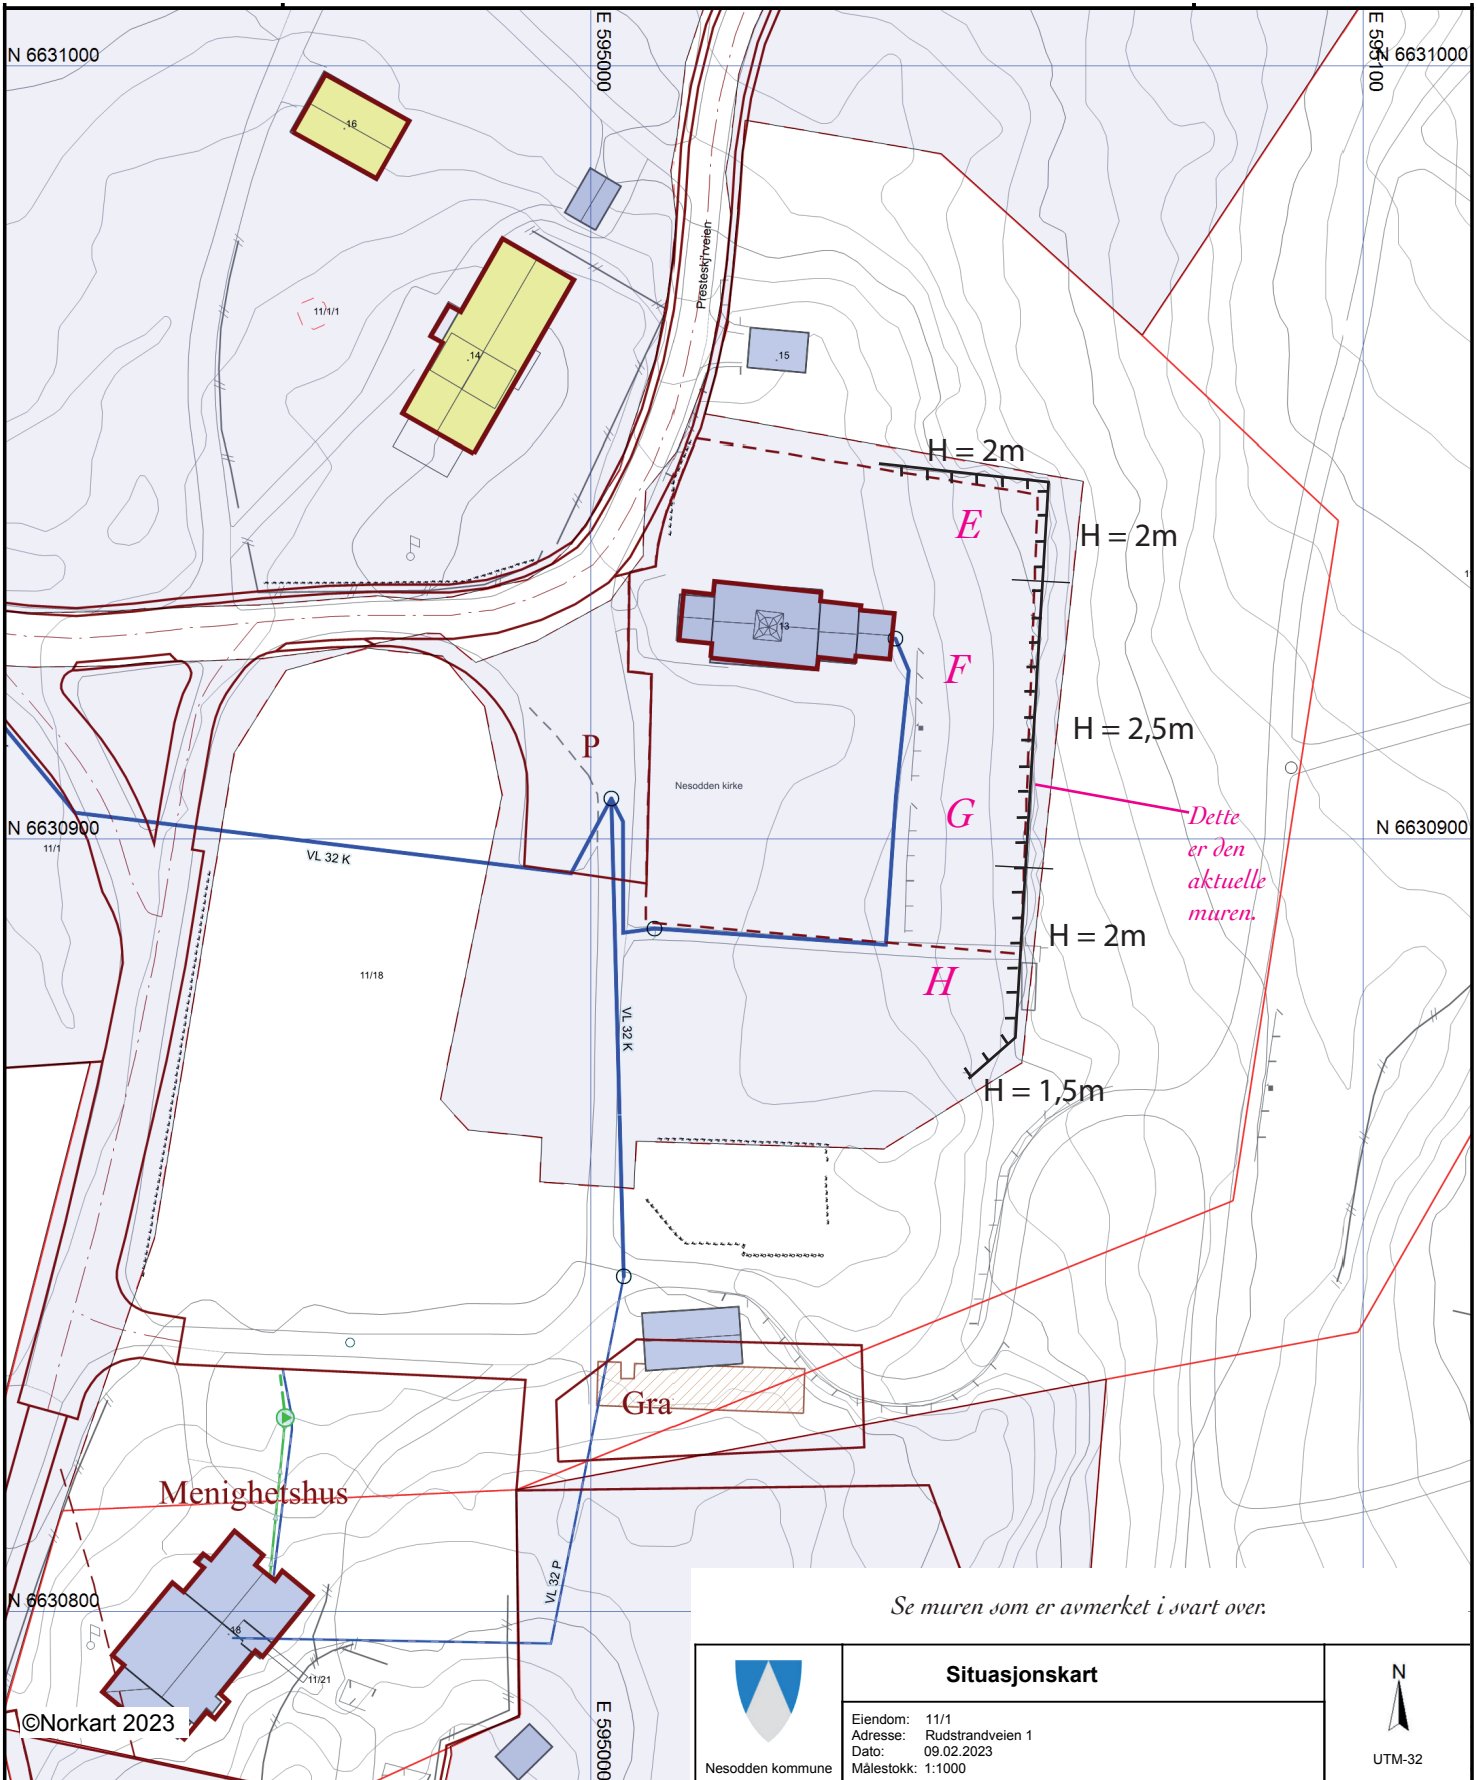 N 6631000
E 595000
E 595100
N 6631000
16
Presteskjrveien
11/1/1
14
15
H = 2m
E
H = 2m
13
F
H = 2,5m
P
Nesodden kirke
G
Dette
er den
aktuelle
muren.
N 6630900
N 6630900
11/1
VL 32 K
H = 2m
11/18
H
VL 32 K
H = 1,5m
Gra
Menighetshus
VL 32 P
N 6630800
18
11/21
©Norkart 2023
E 595000
Se muren som er avmerket i svart over.
Situasjonskart
N
Eiendom: 11/1
Adresse: Rudstrandveien 1
Dato: 09.02.2023
Målestokk: 1:1000
Nesodden kommune
UTM-32